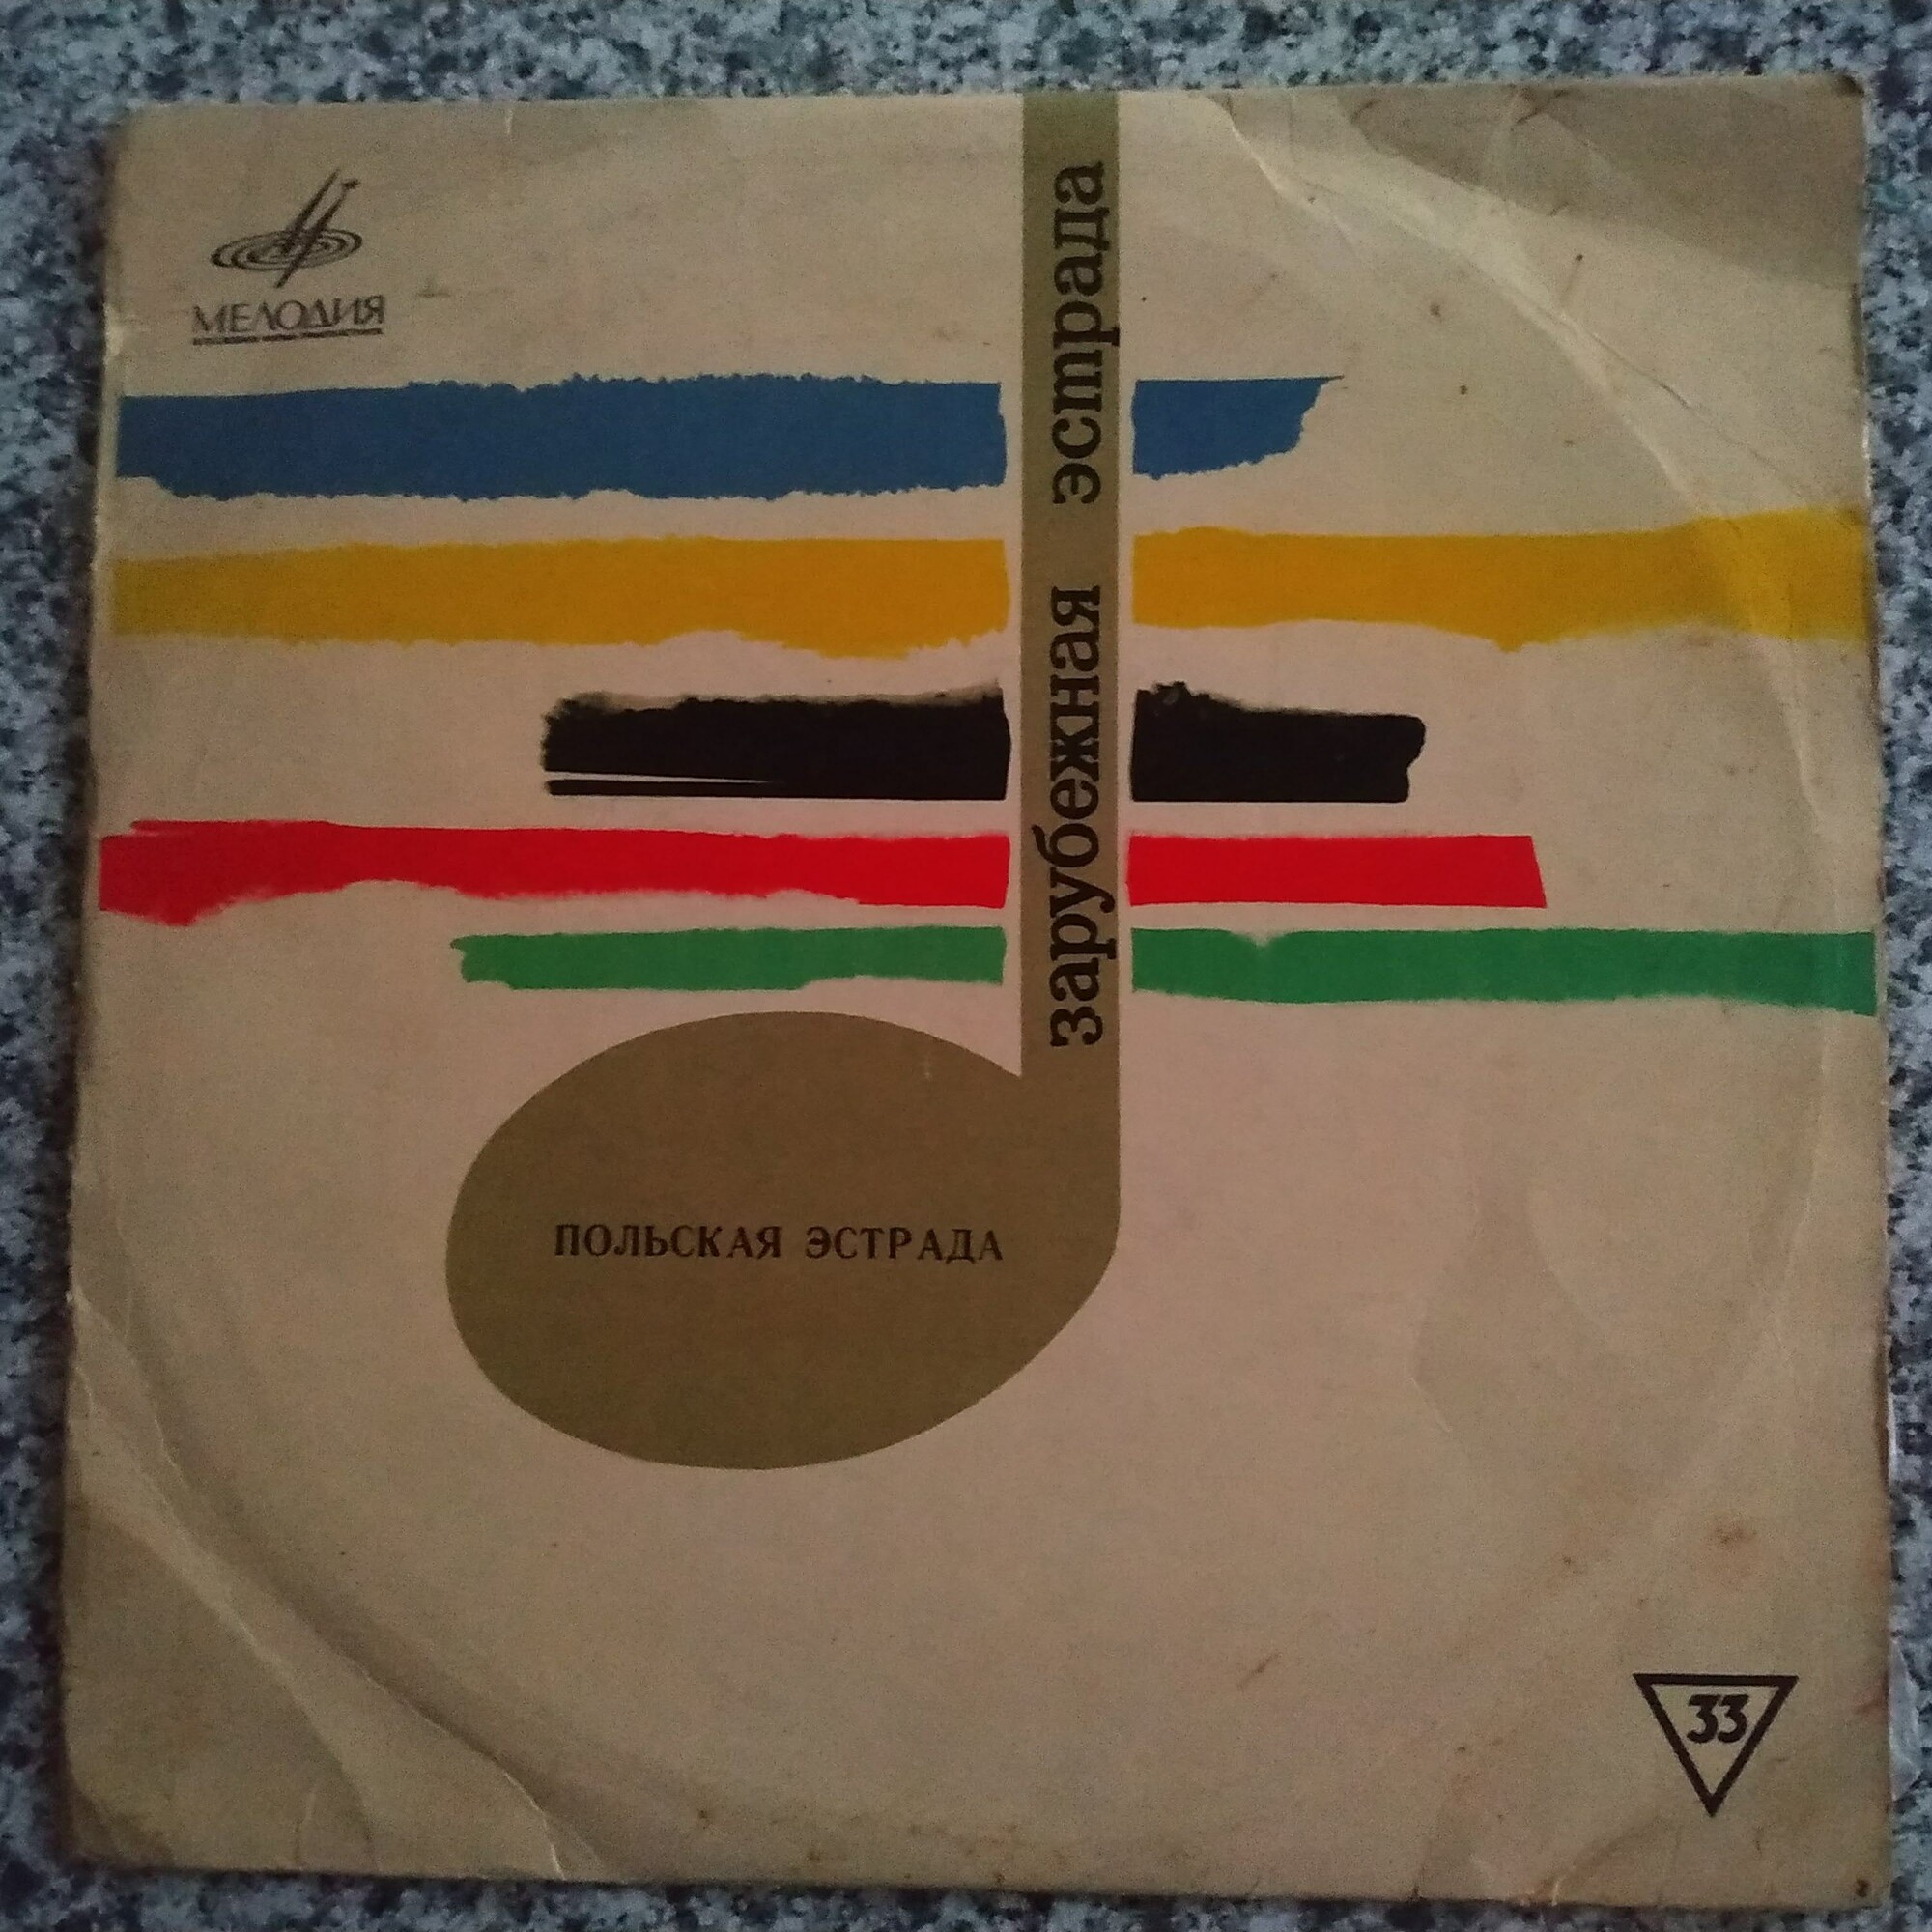 МЕЛОДИЯ
зарубежная эстрада
ПОЛЬСКАЯ ЭСТРАДА
33